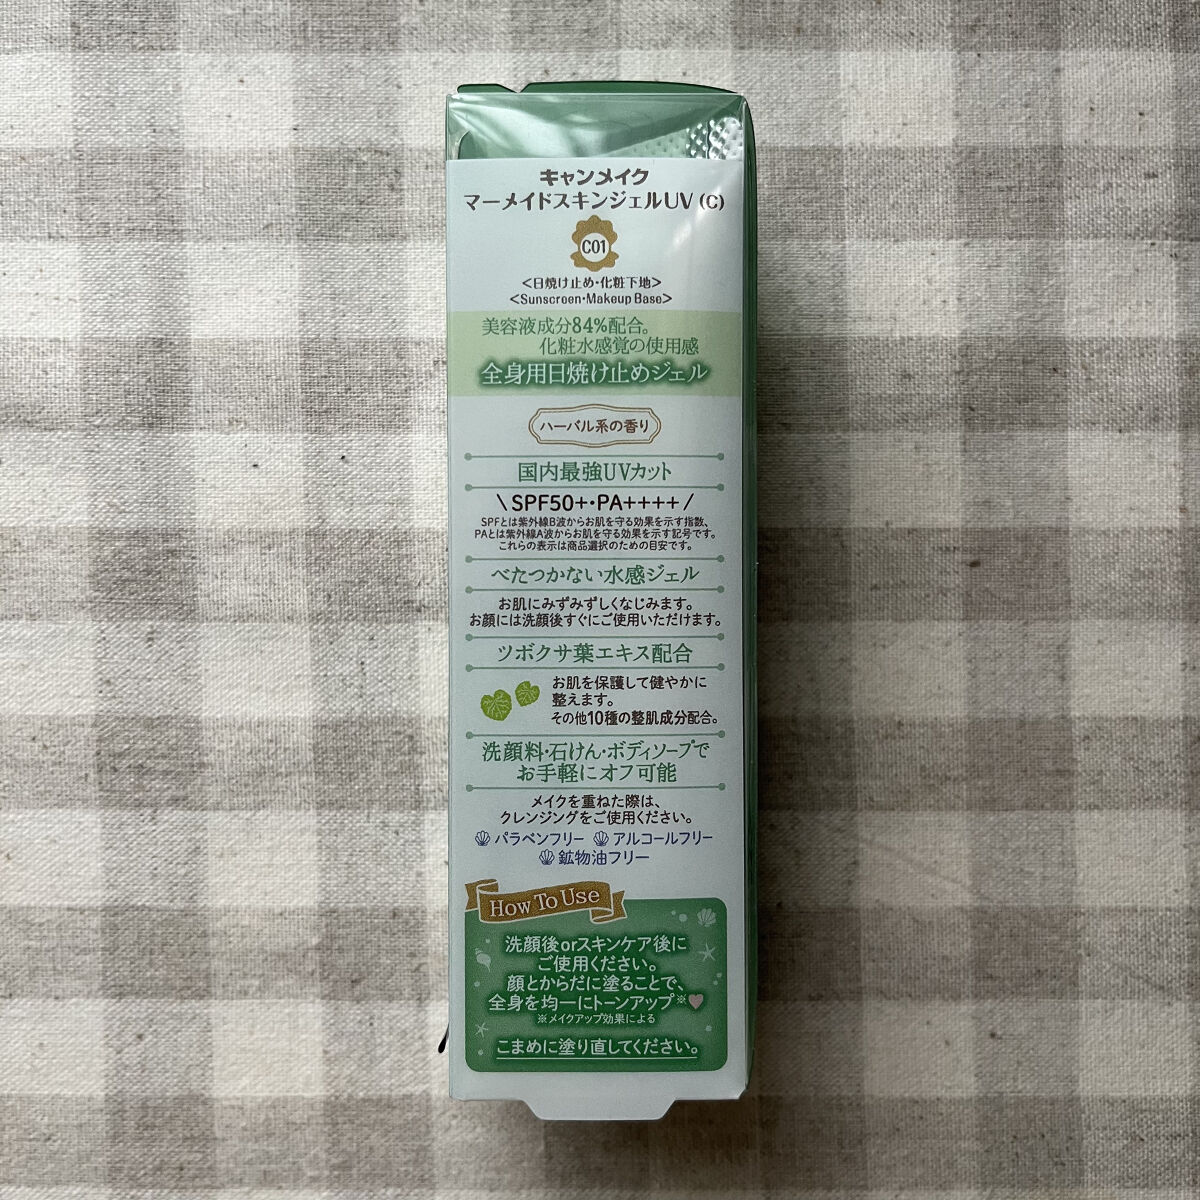 キャンメイク
マーメイドスキンジェルUV (C)
C01
<日焼け止め・化粧下地>
<Sunscreen・Makeup Base>
美容液成分84%配合。
化粧水感覚の使用感
全身用日焼け止めジェル
ハーバル系の香り
国内最強UVカット
\ SPF50+・PA++++ /
SPFとは紫外線B波からお肌を守る効果を示す指数、
PAとは紫外線A波からお肌を守る効果を示す記号です。
これらの表示は商品選択のための目安です。
べたつかない水感ジェル
お肌にみずみずしくなじみます。
お顔には洗顔後すぐにご使用いただけます。
ツボクサ葉エキス配合
お肌を保護して健やかに
整えます。
その他10種の整肌成分配合。
洗顔料・石けん・ボディソープで
お手軽にオフ可能
メイクを重ねた際は、
クレンジングをご使用ください。
パラベンフリー アルコールフリー
鉱物油フリー
How To Use
洗顔後orスキンケア後に
ご使用ください。
顔とからだに塗ることで、
全身を均一にトーンアップ※♥
※メイクアップ効果による
こまめに塗り直してください。